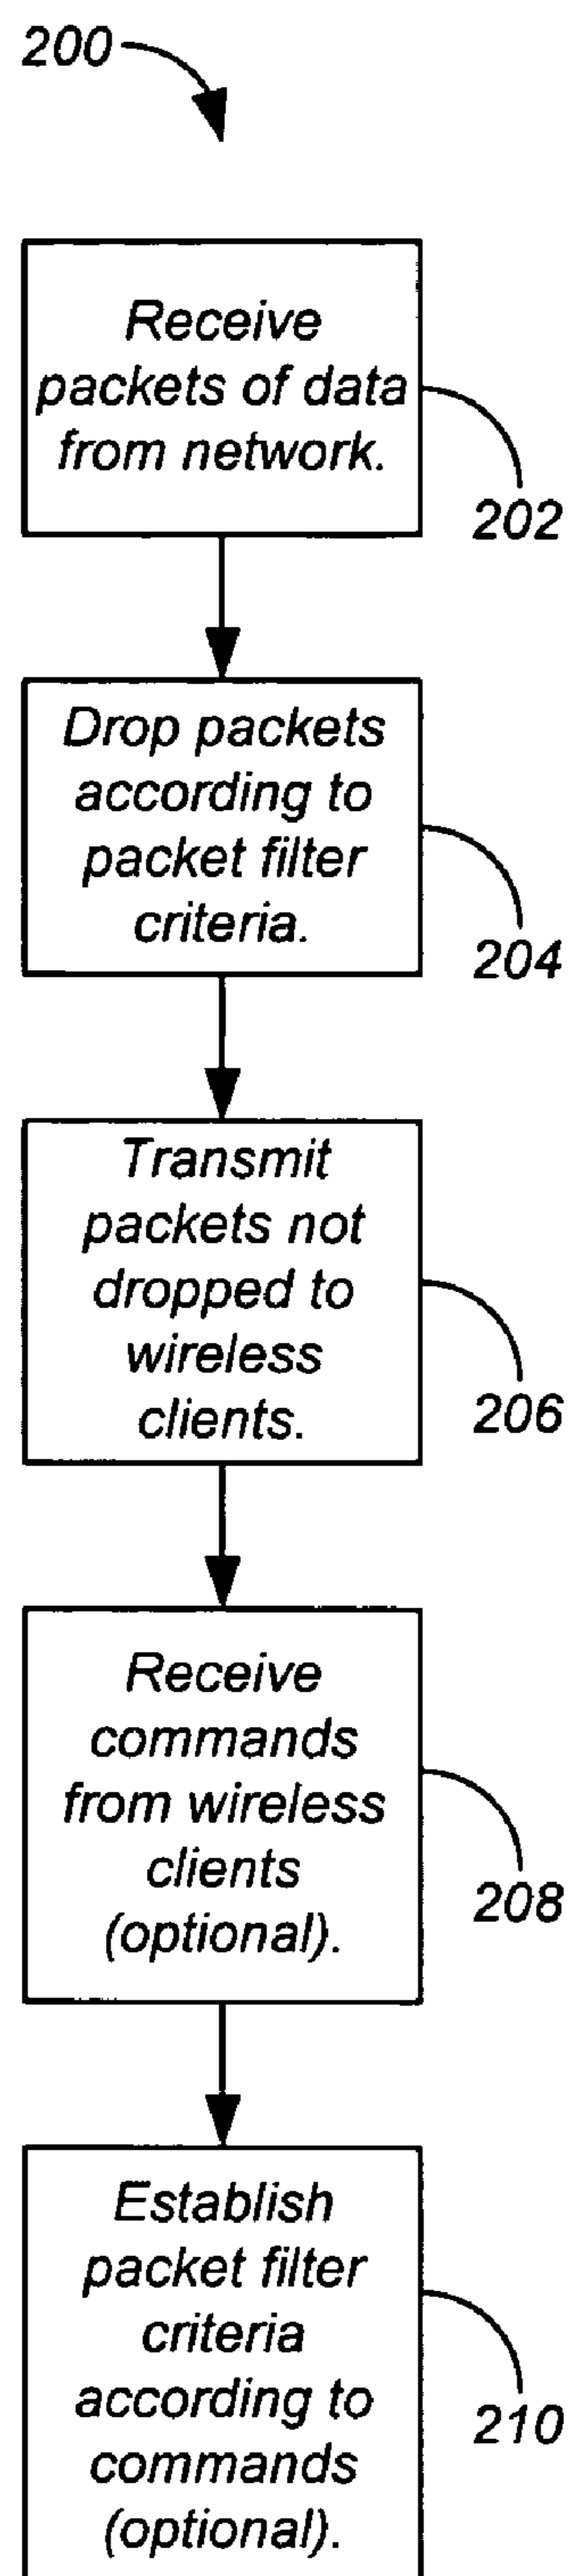 200
Receive
packets of data
from network.
202
Drop packets
according to
packet filter
criteria.
204
Transmit
packets not
dropped to
wireless
clients.
206
Receive
commands
from wireless
clients
(optional).
208
Establish
packet filter
criteria
according to
commands
(optional).
210